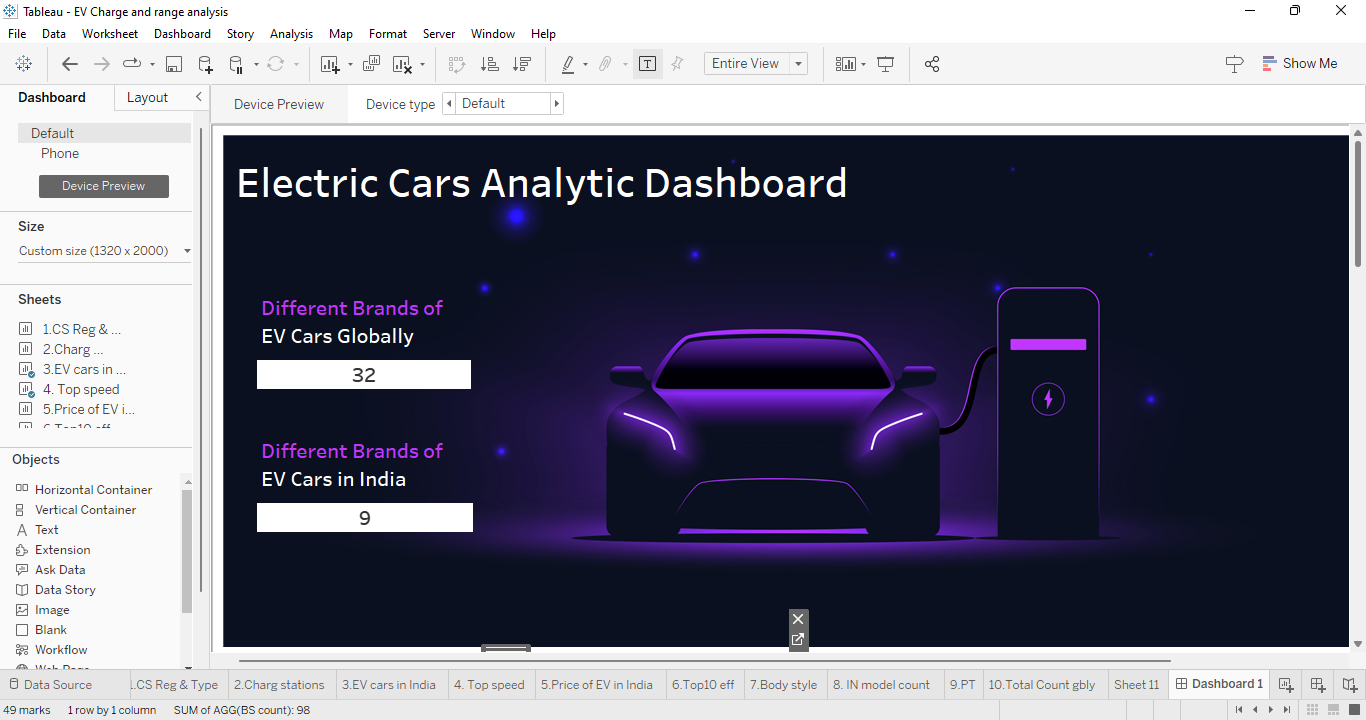 Tableau - EV Charge and range analysis
File Data Worksheet Dashboard Story Analysis Map Format Server Window Help
Entire View
Show Me
Dashboard Layout
Device Preview Device type Default
Default
Phone
Device Preview
Size
Custom size (1320 x 2000)
Sheets
1.CS Reg & ...
2.Charg ...
3.EV cars in ...
4. Top speed
5.Price of EV i...
6.Top10 eff
Objects
Horizontal Container
Vertical Container
Text
Extension
Ask Data
Data Story
Image
Blank
Workflow
Web Page
Electric Cars Analytic Dashboard
Different Brands of
EV Cars Globally
32
Different Brands of
EV Cars in India
9
Data Source .CS Reg & Type 2.Charg stations 3.EV cars in India 4. Top speed 5.Price of EV in India 6.Top10 eff 7.Body style 8. IN model count 9.PT 10.Total Count gbly Sheet 11 Dashboard 1
49 marks 1 row by 1 column SUM of AGG(BS count): 98